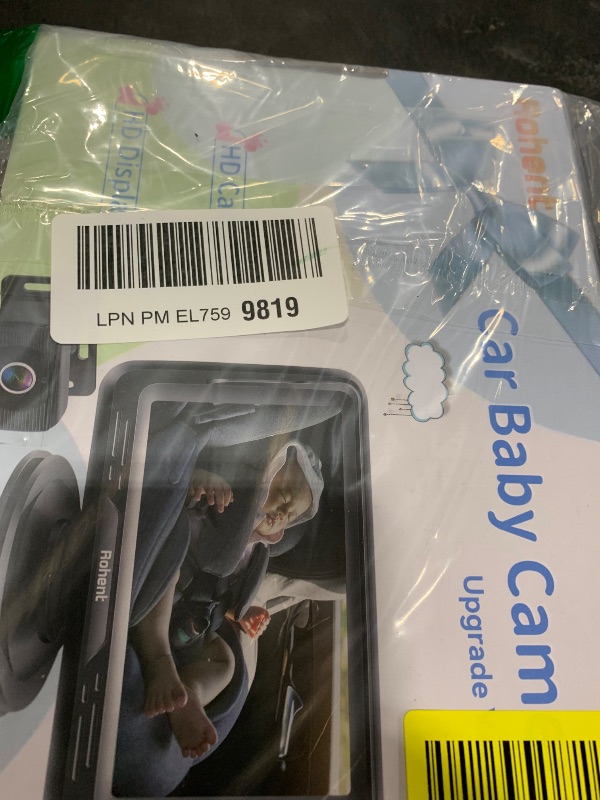 Rohent
HD Displa
HD Ca
LPN PM EL759 9819
Car Baby Cam
Upgrade
Rohent